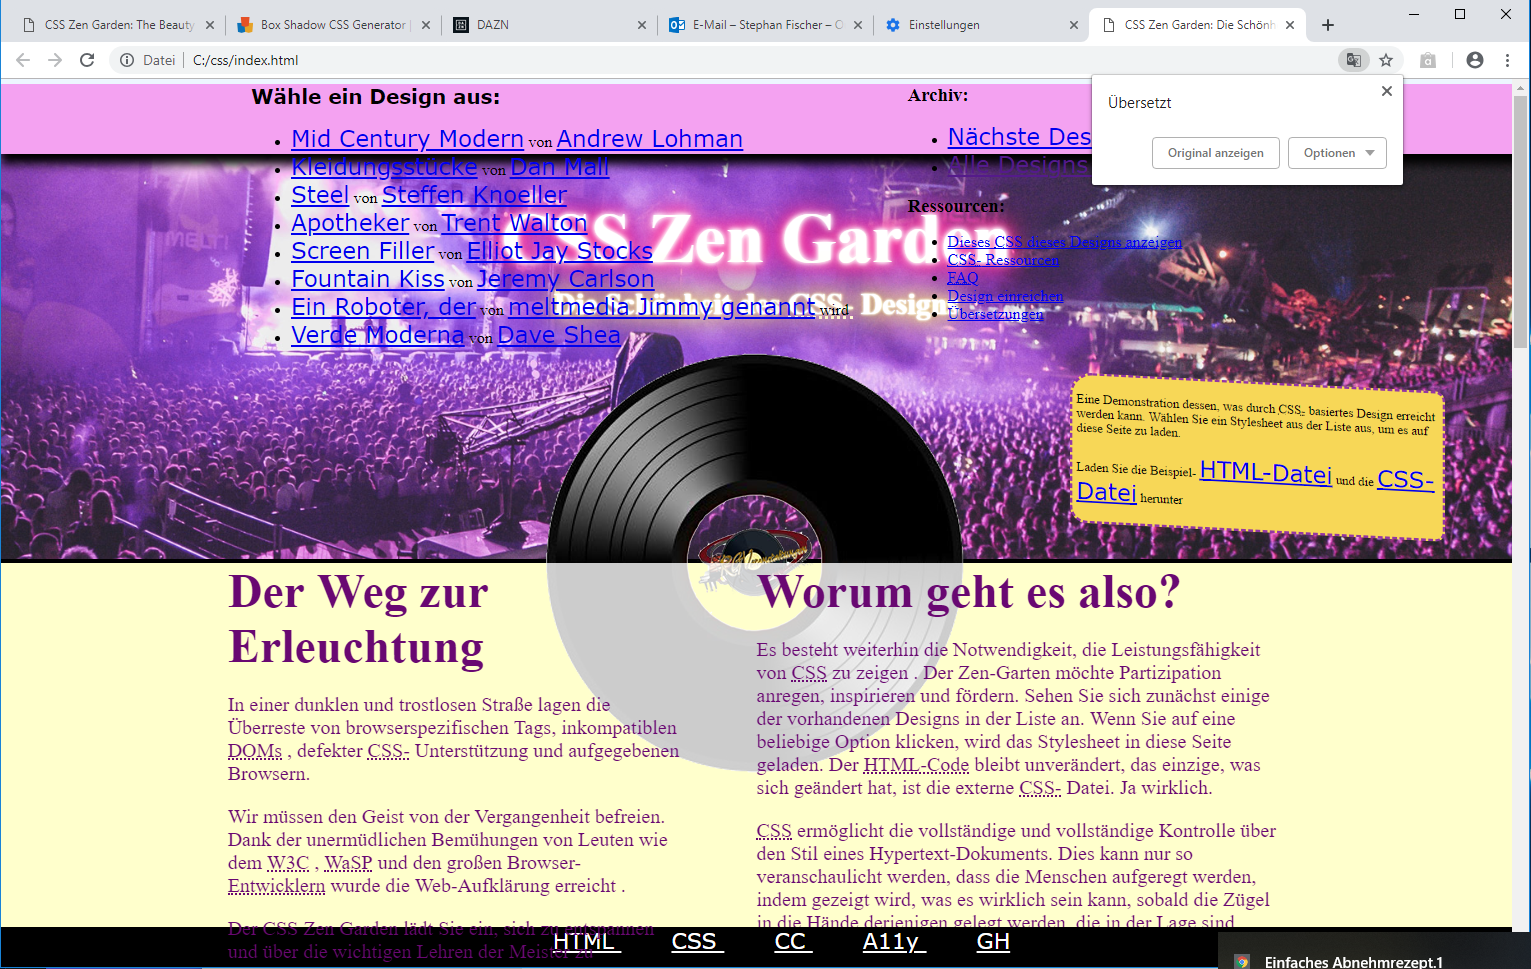 CSS Zen Garden: The Beauty
Box Shadow CSS Generator
DAZN
E-Mail – Stephan Fischer – O
Einstellungen
CSS Zen Garden: Die Schönh
Datei
C:/css/index.html
Übersetzt
Original anzeigen
Optionen
Wähle ein Design aus:
Mid Century Modern von Andrew Lohman
Kleidungsstücke von Dan Mall
Steel von Steffen Knoeller
Apotheker von Trent Walton
Screen Filler von Elliot Jay Stocks
Fountain Kiss von Jeremy Carlson
Ein Roboter, der von meltmedia Jimmy genannt wird.
Verde Moderna von Dave Shea
Archiv:
Nächste Des
Alle Designs
Ressourcen:
Dieses CSS dieses Designs anzeigen
CSS- Ressourcen
FAQ
Design einreichen
Übersetzungen
CSS Zen Garden
Die Schönheit des CSS- Design
Eine Demonstration dessen, was durch CSS- basiertes Design erreicht
werden kann. Wählen Sie ein Stylesheet aus der Liste aus, um es auf
diese Seite zu laden.
Laden Sie die Beispiel- HTML-Datei und die CSS-
Datei herunter
Der Weg zur
Erleuchtung
In einer dunklen und trostlosen Straße lagen die
Überreste von browserspezifischen Tags, inkompatiblen
DOMs , defekter CSS- Unterstützung und aufgegebenen
Browsern.
Wir müssen den Geist von der Vergangenheit befreien.
Dank der unermüdlichen Bemühungen von Leuten wie
dem W3C , WaSP und den großen Browser-
Entwicklern wurde die Web-Aufklärung erreicht .
Der CSS Zen Garden lädt Sie ein, sich zu entspannen
und über die wichtigen Lehren der Meister zu
Worum geht es also?
Es besteht weiterhin die Notwendigkeit, die Leistungsfähigkeit
von CSS zu zeigen . Der Zen-Garten möchte Partizipation
anregen, inspirieren und fördern. Sehen Sie sich zunächst einige
der vorhandenen Designs in der Liste an. Wenn Sie auf eine
beliebige Option klicken, wird das Stylesheet in diese Seite
geladen. Der HTML-Code bleibt unverändert, das einzige, was
sich geändert hat, ist die externe CSS- Datei. Ja wirklich.
CSS ermöglicht die vollständige und vollständige Kontrolle über
den Stil eines Hypertext-Dokuments. Dies kann nur so
veranschaulicht werden, dass die Menschen aufgeregt werden,
indem gezeigt wird, was es wirklich sein kann, sobald die Zügel
in die Hände derjenigen gelegt werden, die in der Lage sind,
HTML CSS CC A11y GH
Einfaches Abnehmrezept.1